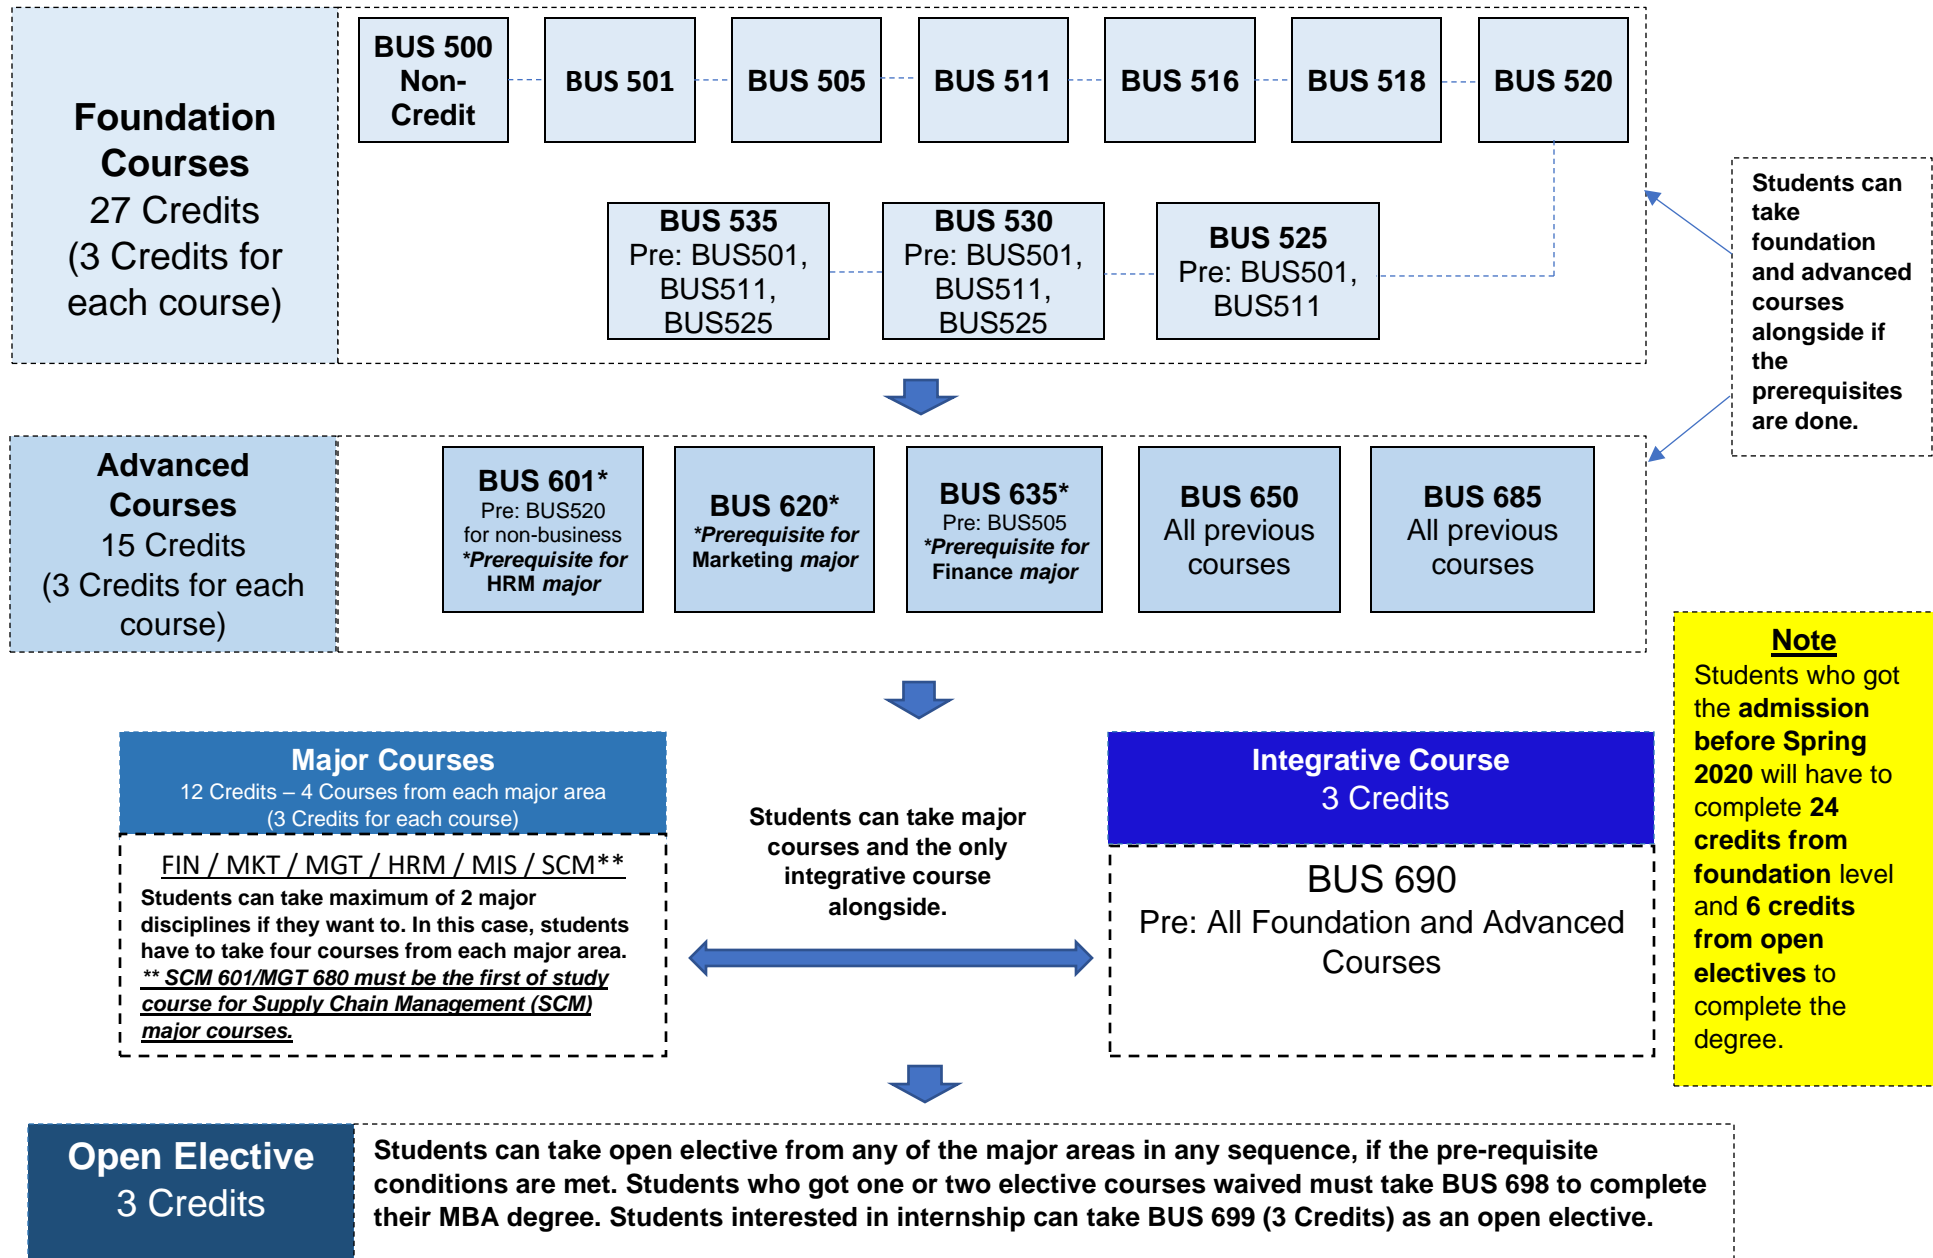 Foundation
Courses
27 Credits
(3 Credits for
each course)
BUS 500
Non-
Credit
BUS 501
BUS 505
BUS 511
BUS 516
BUS 518
BUS 520
BUS 535
Pre: BUS501,
BUS511,
BUS525
BUS 530
Pre: BUS501,
BUS511,
BUS525
BUS 525
Pre: BUS501,
BUS511
Students can
take
foundation
and advanced
courses
alongside if
the
prerequisites
are done.
Advanced
Courses
15 Credits
(3 Credits for each
course)
BUS 601*
Pre: BUS520
for non-business
*Prerequisite for
HRM major
BUS 620*
*Prerequisite for
Marketing major
BUS 635*
Pre: BUS505
*Prerequisite for
Finance major
BUS 650
All previous
courses
BUS 685
All previous
courses
Note
Students who got
the admission
before Spring
2020 will have to
complete 24
credits from
foundation level
and 6 credits
from open
electives to
complete the
degree.
Major Courses
12 Credits – 4 Courses from each major area
(3 Credits for each course)
FIN / MKT / MGT / HRM / MIS / SCM**
Students can take maximum of 2 major
disciplines if they want to. In this case, students
have to take four courses from each major area.
** SCM 601/MGT 680 must be the first of study
course for Supply Chain Management (SCM)
major courses.
Students can take major
courses and the only
integrative course
alongside.
Integrative Course
3 Credits
BUS 690
Pre: All Foundation and Advanced
Courses
Open Elective
3 Credits
Students can take open elective from any of the major areas in any sequence, if the pre-requisite
conditions are met. Students who got one or two elective courses waived must take BUS 698 to complete
their MBA degree. Students interested in internship can take BUS 699 (3 Credits) as an open elective.